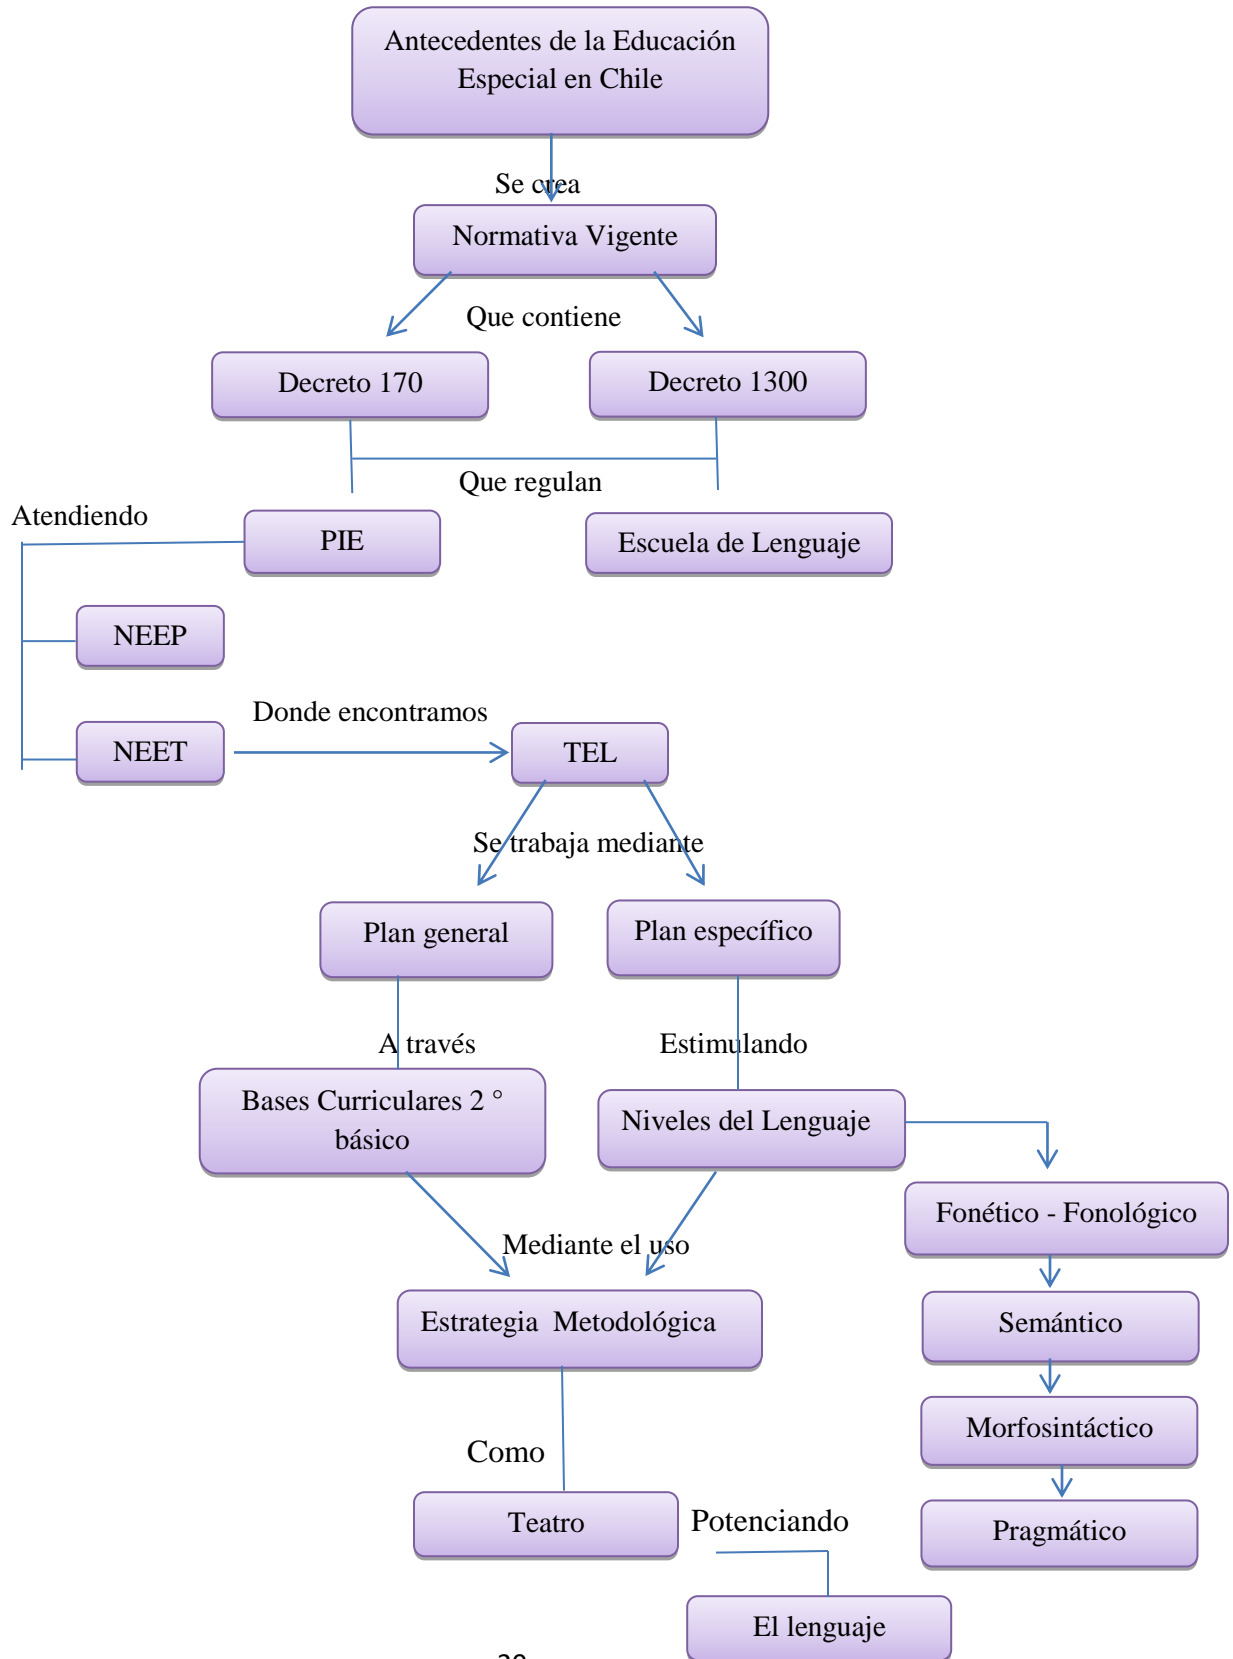 Antecedentes de la Educación
Especial en Chile
Se crea
Normativa Vigente
Que contiene
Decreto 170
Decreto 1300
Que regulan
Atendiendo
PIE
Escuela de Lenguaje
NEEP
Donde encontramos
NEET
TEL
Se trabaja mediante
Plan general
Plan específico
A través
Estimulando
Bases Curriculares 2 °
básico
Niveles del Lenguaje
Fonético - Fonológico
Mediante el uso
Estrategia  Metodológica
Semántico
Morfosintáctico
Como
Teatro
Potenciando
Pragmático
El lenguaje